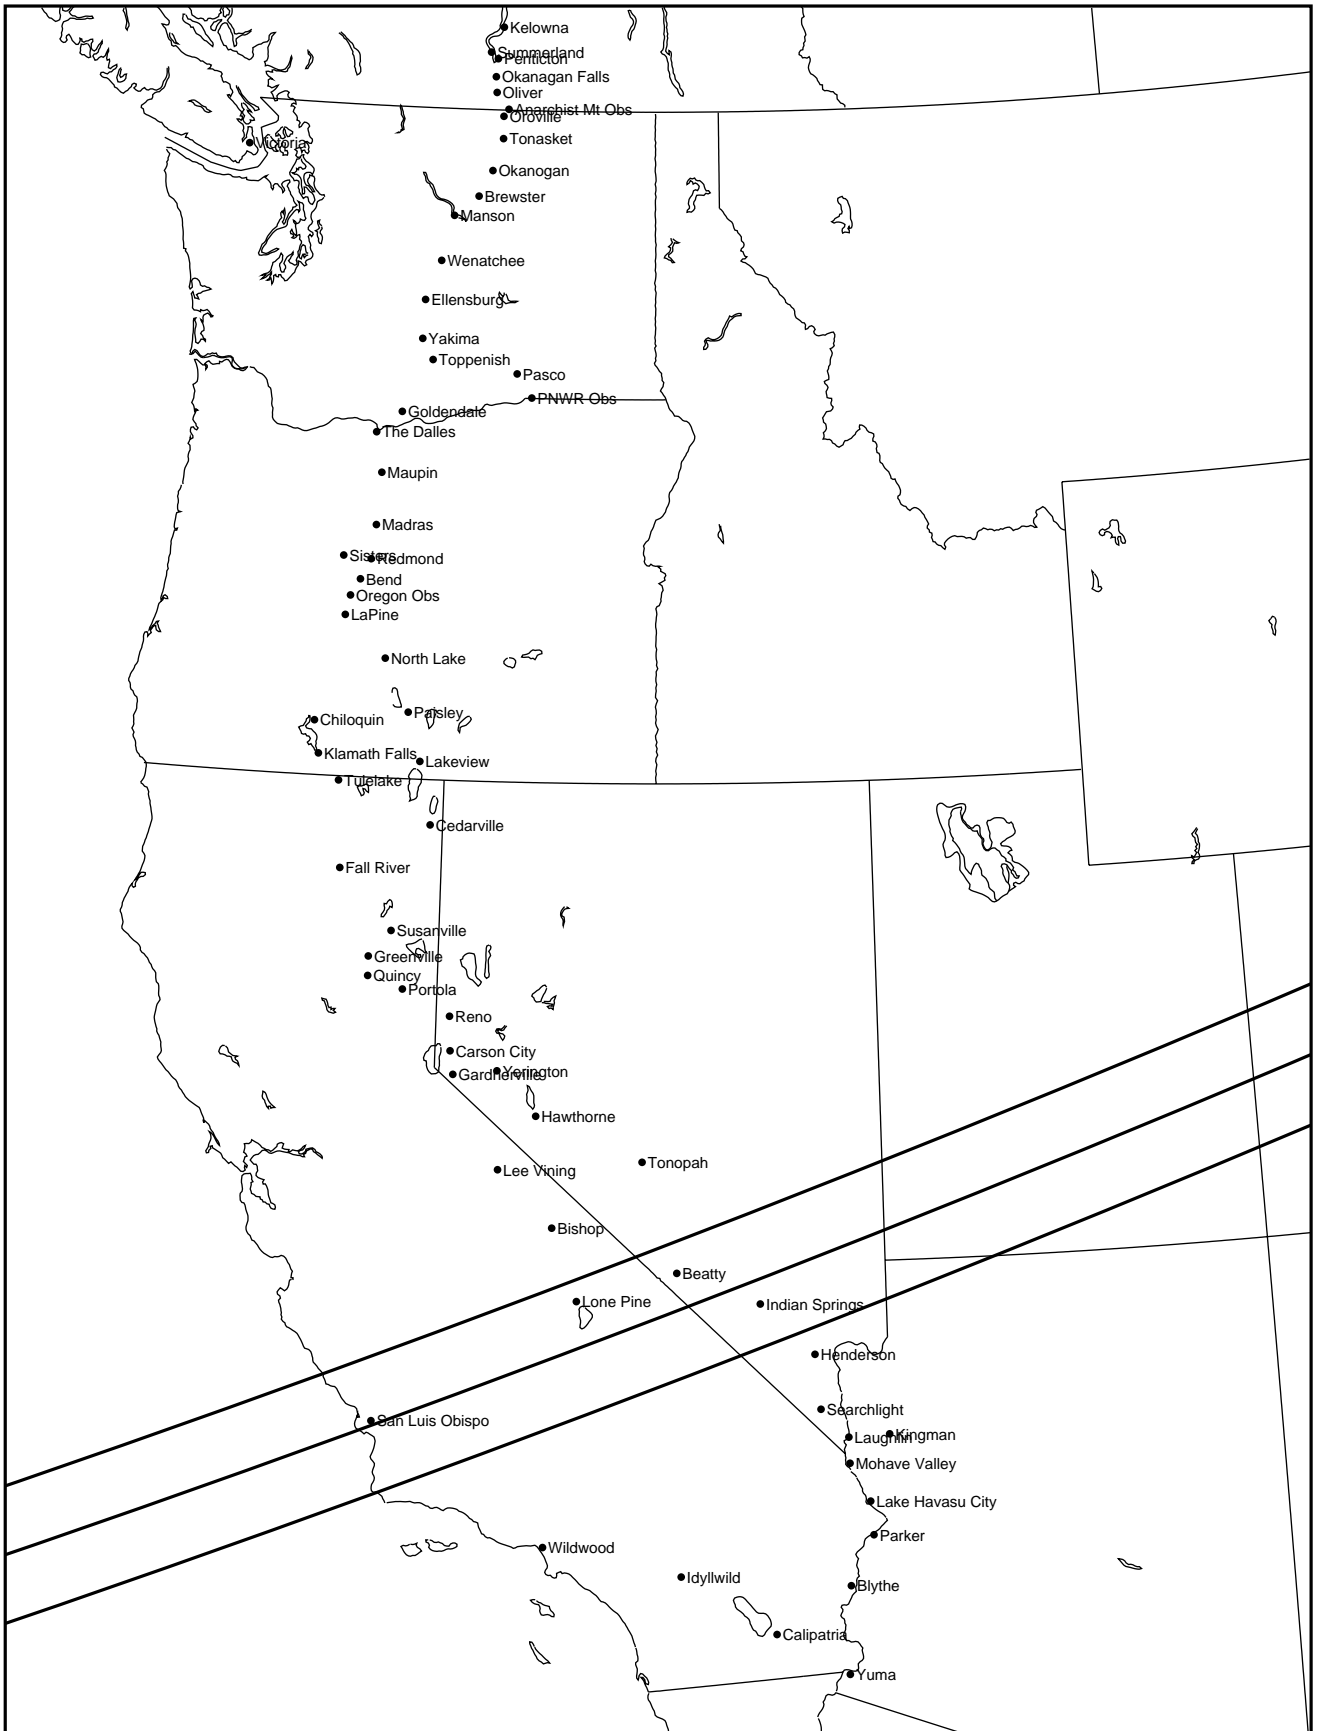 Kelowna
Summerland
Penticton
Okanagan Falls
Oliver
Anarchist Mt Obs
Oroville
Tonasket
Victoria
Okanogan
Brewster
Manson
Wenatchee
Ellensburg
Yakima
Toppenish
Pasco
PNWR Obs
Goldendale
The Dalles
Maupin
Madras
Sisters
Redmond
Bend
Oregon Obs
LaPine
North Lake
Paisley
Chiloquin
Klamath Falls
Lakeview
Tulelake
Cedarville
Fall River
Susanville
Greenville
Quincy
Portola
Reno
Carson City
Yerington
Gardnerville
Hawthorne
Tonopah
Lee Vining
Bishop
Beatty
Lone Pine
Indian Springs
Henderson
Searchlight
San Luis Obispo
Kingman
Laughlin
Mohave Valley
Lake Havasu City
Parker
Wildwood
Idyllwild
Blythe
Calipatria
Yuma